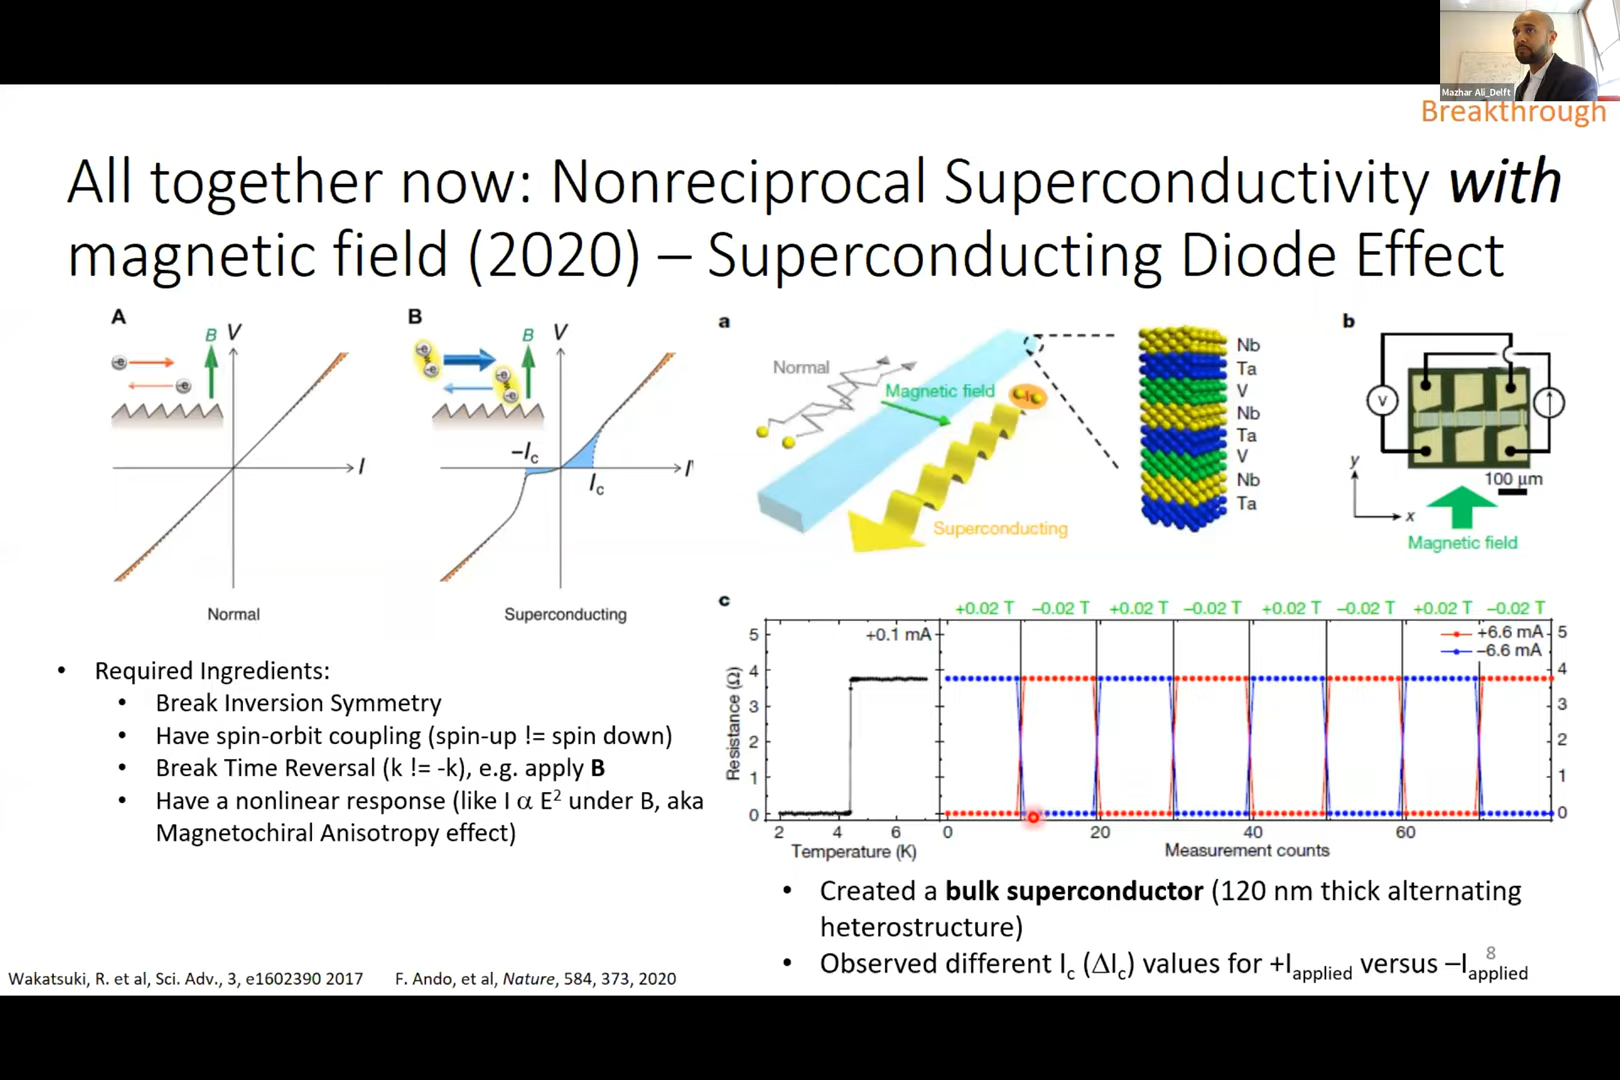 Mazhar Ali_Delft
Breakthrough
All together now: Nonreciprocal Superconductivity with
magnetic field (2020) – Superconducting Diode Effect
A
B V
I
Normal
B
B V
–Ic
Ic
I
Superconducting
a
Normal
Magnetic field
Superconducting
Nb
Ta
V
Nb
Ta
V
Nb
Ta
b
V
y
x
100 μm
Magnetic field
c
+0.02 T –0.02 T +0.02 T –0.02 T +0.02 T –0.02 T +0.02 T –0.02 T
+0.1 mA
+6.6 mA
–6.6 mA
Resistance (Ω)
5
4
3
2
1
0
5
4
3
2
1
0
2 4 6
0 20 40 60
Temperature (K)
Measurement counts
• Required Ingredients:
• Break Inversion Symmetry
• Have spin-orbit coupling (spin-up != spin down)
• Break Time Reversal (k != -k), e.g. apply B
• Have a nonlinear response (like I α E² under B, aka
Magnetochiral Anisotropy effect)
• Created a bulk superconductor (120 nm thick alternating
heterostructure)
• Observed different Ic (ΔIc) values for +Iapplied versus –Iapplied
8
Wakatsuki, R. et al, Sci. Adv., 3, e1602390 2017 F. Ando, et al, Nature, 584, 373, 2020